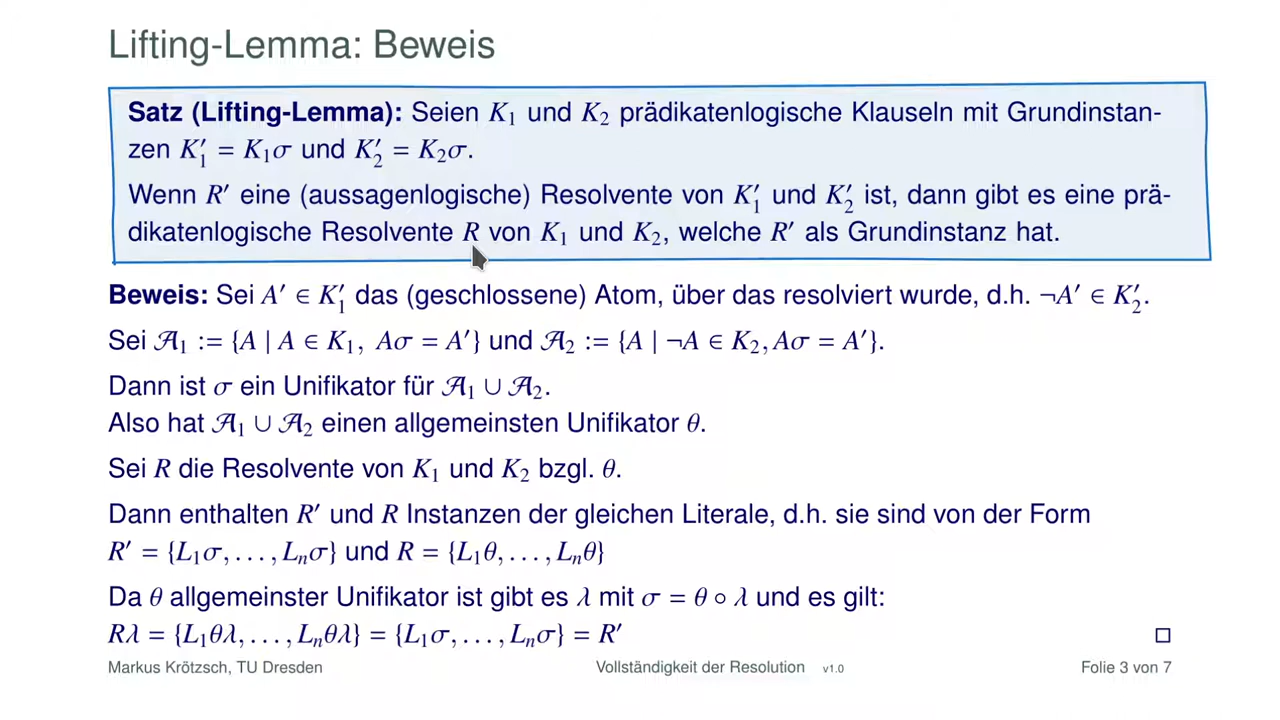 Lifting-Lemma: Beweis
Satz (Lifting-Lemma): Seien K₁ und K₂ prädikatenlogische Klauseln mit Grundinstan-
zen K₁′ = K₁σ und K₂′ = K₂σ.
Wenn R′ eine (aussagenlogische) Resolvente von K₁′ und K₂′ ist, dann gibt es eine prä-
dikatenlogische Resolvente R von K₁ und K₂, welche R′ als Grundinstanz hat.
Beweis: Sei A′ ∈ K₁′ das (geschlossene) Atom, über das resolviert wurde, d.h. ¬A′ ∈ K₂′.
Sei 𝒜₁ := {A | A ∈ K₁, Aσ = A′} und 𝒜₂ := {A | ¬A ∈ K₂, Aσ = A′}.
Dann ist σ ein Unifikator für 𝒜₁ ∪ 𝒜₂.
Also hat 𝒜₁ ∪ 𝒜₂ einen allgemeinsten Unifikator θ.
Sei R die Resolvente von K₁ und K₂ bzgl. θ.
Dann enthalten R′ und R Instanzen der gleichen Literale, d.h. sie sind von der Form
R′ = {L₁σ, . . . , Lₙσ} und R = {L₁θ, . . . , Lₙθ}
Da θ allgemeinster Unifikator ist gibt es λ mit σ = θ ∘ λ und es gilt:
Rλ = {L₁θλ, . . . , Lₙθλ} = {L₁σ, . . . , Lₙσ} = R′ □
Markus Krötzsch, TU Dresden Vollständigkeit der Resolution v1.0 Folie 3 von 7